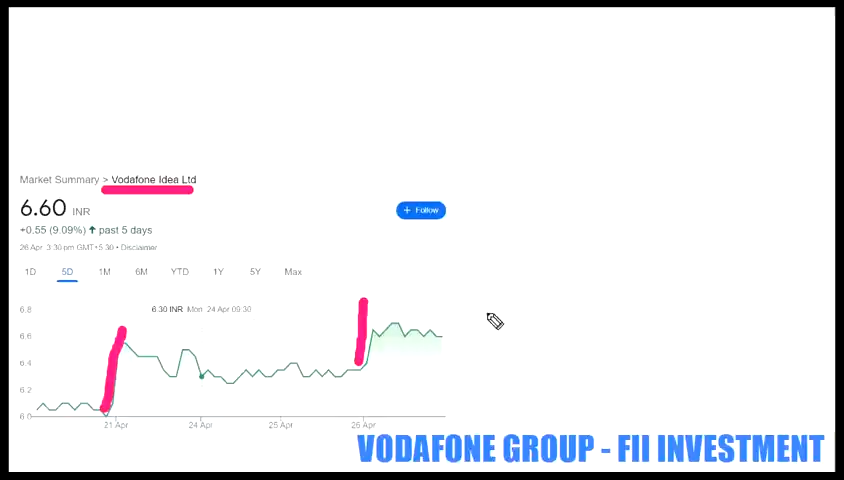 Market Summary > Vodafone Idea Ltd
6.60 INR
+ Follow
+0.55 (9.09%) ↑ past 5 days
26 Apr, 3:30 pm GMT+5:30 • Disclaimer
1D 5D 1M 6M YTD 1Y 5Y Max
6.30 INR Mon, 24 Apr 09:30
6.8
6.6
6.4
6.2
6.0
21 Apr 24 Apr 25 Apr 26 Apr
VODAFONE GROUP - FII INVESTMENT